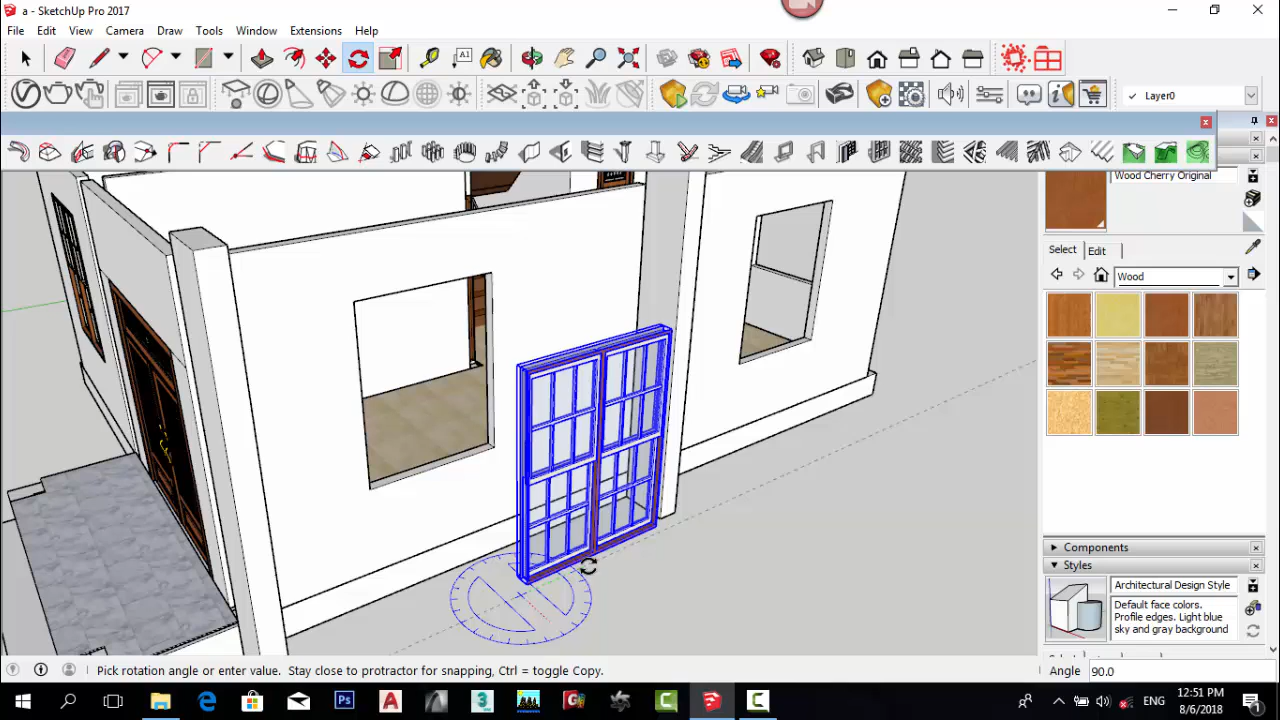 a - SketchUp Pro 2017
File Edit View Camera Draw Tools Window Extensions Help
A1
Layer0
Wood Cherry Original
Select Edit
Wood
Components
Styles
Architectural Design Style
Default face colors.
Profile edges. Light blue
sky and gray background
Pick rotation angle or enter value. Stay close to protractor for snapping, Ctrl = toggle Copy.
Angle 90.0
ENG
12:51 PM
8/6/2018